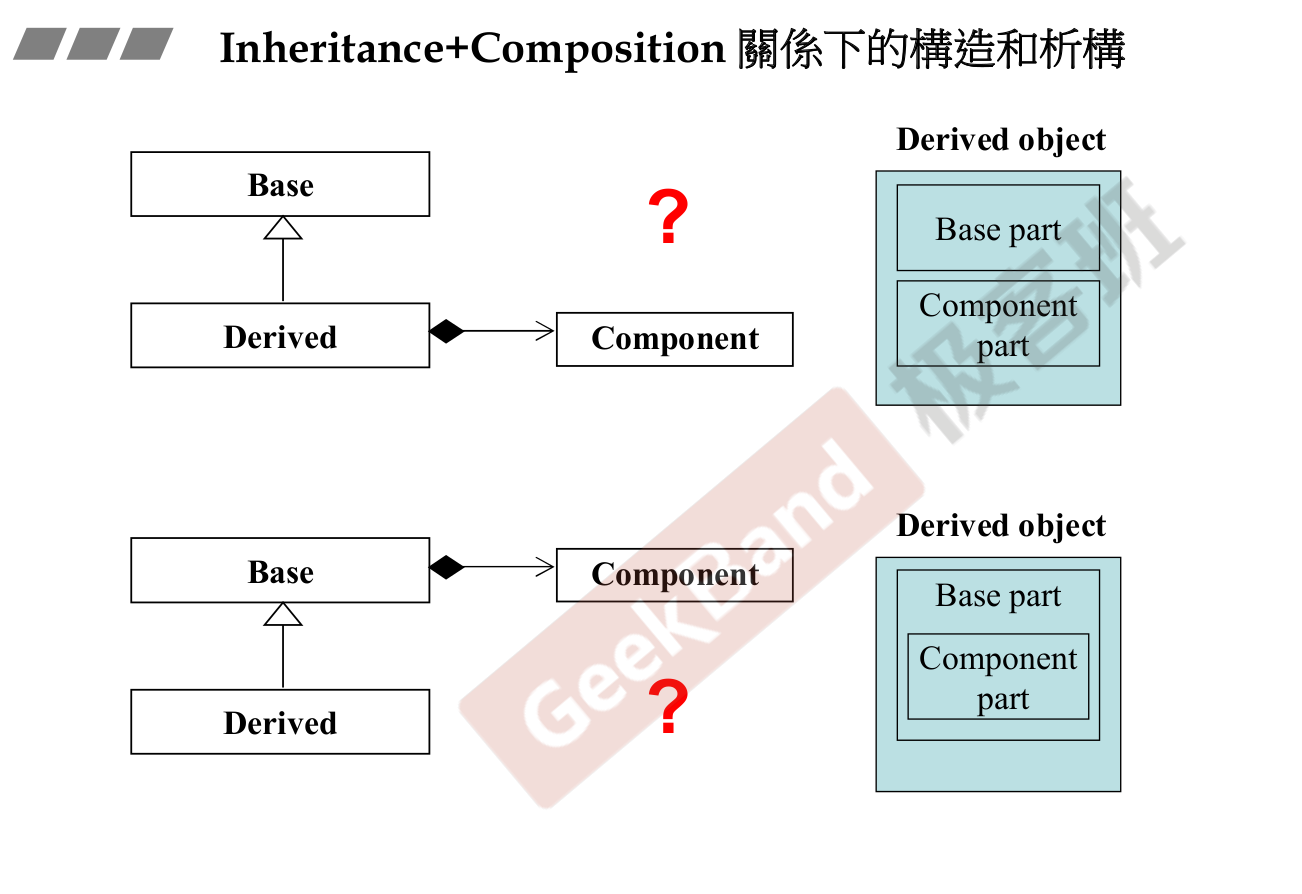 Inheritance+Composition 關係下的構造和析構
Base
Derived
Component
?
Derived object
Base part
Component
part
Base
Derived
Component
?
Derived object
Base part
Component
part
GeekBand 极客班